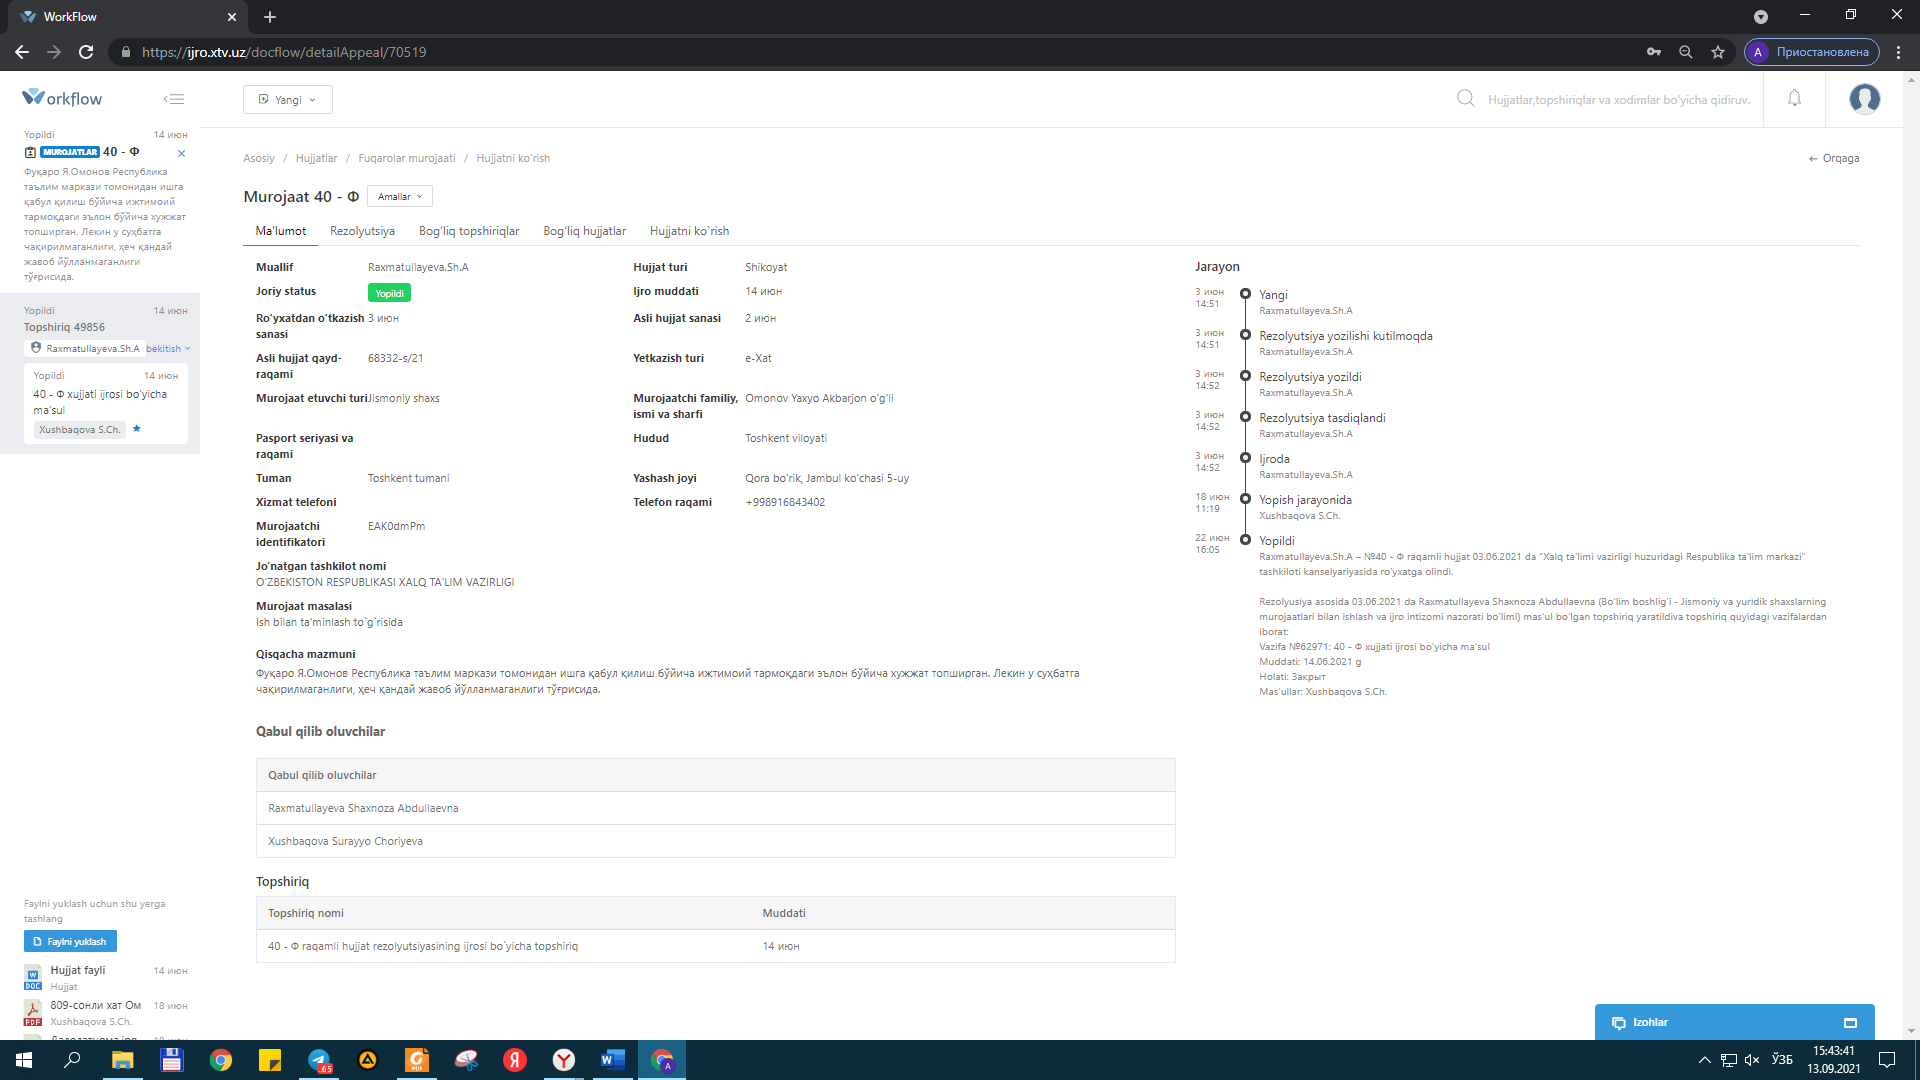 WorkFlow
https://ijro.xtv.uz/docflow/detailAppeal/70519
A Приостановлена
Workflow
Yangi
Hujjatlar,topshiriqlar va xodimlar bo‘yicha qidiruv.
Yopildi 14 июн
MUROJATLAR 40 - Ф
Фуқаро Я.Омонов Республика
таълим маркази томонидан ишга
қабул қилиш бўйича ижтимоий
тармоқдаги эълон бўйича хужжат
топширган. Лекин у суҳбатга
чақирилмаганлиги, ҳеч қандай
жавоб йўлланмаганлиги
тўғрисида.
Yopildi 14 июн
Topshiriq 49856
Raxmatullayeva.Sh.A bekitish
Yopildi 14 июн
40 - Ф xujjati ijrosi bo‘yicha
ma'sul
Xushbaqova S.Ch.
Faylni yuklash uchun shu yerga
tashlang
Faylni yuklash
Hujjat fayli 14 июн
Hujjat
DOC
809-сонли хат Ом 18 июн
Xushbaqova S.Ch.
PDF
Asosiy / Hujjatlar / Fuqarolar murojaati / Hujjatni ko‘rish
← Orqaga
Murojaat 40 - Ф Amallar
Ma'lumot Rezolyutsiya Bog‘liq topshiriqlar Bog‘liq hujjatlar Hujjatni ko`rish
Muallif Raxmatullayeva.Sh.A Hujjat turi Shikoyat
Joriy status Yopildi Ijro muddati 14 июн
Ro‘yxatdan o‘tkazish 3 июн Asli hujjat sanasi 2 июн
sanasi
Asli hujjat qayd- 68332-s/21 Yetkazish turi e-Xat
raqami
Murojaat etuvchi turi Jismoniy shaxs Murojaatchi familiy, Omonov Yaxyo Akbarjon o‘g‘li
ismi va sharfi
Pasport seriyasi va Hudud Toshkent viloyati
raqami
Tuman Toshkent tumani Yashash joyi Qora bo‘rik, Jambul ko‘chasi 5-uy
Xizmat telefoni Telefon raqami +998916843402
Murojaatchi EAK0dmPm
identifikatori
Jo‘natgan tashkilot nomi
O‘ZBEKISTON RESPUBLIKASI XALQ TA'LIM VAZIRLIGI
Murojaat masalasi
Ish bilan ta'minlash to`g`risida
Qisqacha mazmuni
Фуқаро Я.Омонов Республика таълим маркази томонидан ишга қабул қилиш бўйича ижтимоий тармоқдаги эълон бўйича хужжат топширган. Лекин у суҳбатга
чақирилмаганлиги, ҳеч қандай жавоб йўлланмаганлиги тўғрисида.
Qabul qilib oluvchilar
Qabul qilib oluvchilar
Raxmatullayeva Shaxnoza Abdullaevna
Xushbaqova Surayyo Choriyeva
Topshiriq
Topshiriq nomi Muddati
40 - Ф raqamli hujjat rezolyutsiyasining ijrosi bo`yicha topshiriq 14 июн
Jarayon
3 июн 14:51 Yangi
Raxmatullayeva.Sh.A
3 июн 14:51 Rezolyutsiya yozilishi kutilmoqda
Raxmatullayeva.Sh.A
3 июн 14:52 Rezolyutsiya yozildi
Raxmatullayeva.Sh.A
3 июн 14:52 Rezolyutsiya tasdiqlandi
Raxmatullayeva.Sh.A
3 июн 14:52 Ijroda
Raxmatullayeva.Sh.A
18 июн 11:19 Yopish jarayonida
Xushbaqova S.Ch.
22 июн 16:05 Yopildi
Raxmatullayeva.Sh.A – №40 - Ф raqamli hujjat 03.06.2021 da "Xalq ta'limi vazirligi huzuridagi Respublika ta'lim markazi"
tashkiloti kanselyariyasida ro‘yxatga olindi.
Rezolyusiya asosida 03.06.2021 da Raxmatullayeva Shaxnoza Abdullaevna (Bo‘lim boshlig‘i - Jismoniy va yuridik shaxslarning
murojaatlari bilan ishlash va ijro intizomi nazorati bo‘limi) mas'ul bo‘lgan topshiriq yaratildiva topshiriq quyidagi vazifalardan
iborat:
Vazifa №62971: 40 - Ф xujjati ijrosi bo‘yicha ma'sul
Muddati: 14.06.2021 g
Holati: Закрыт
Mas'ullar: Xushbaqova S.Ch.
Izohlar
ЎЗБ
15:43:41
13.09.2021